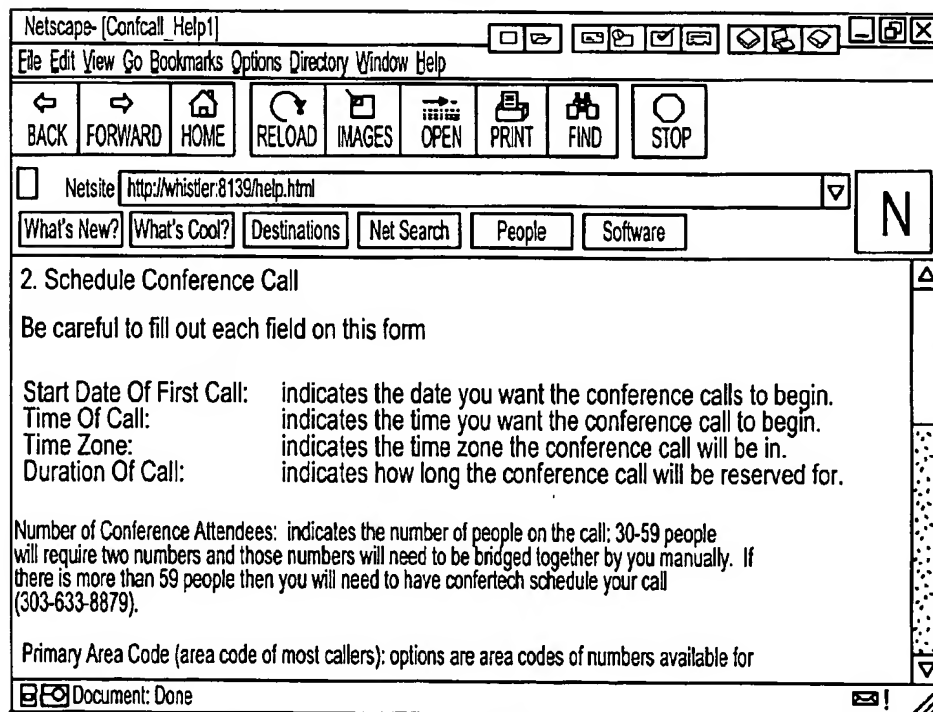 Netscape- [Confcall_Help1]
File Edit View Go Bookmarks Options Directory Window Help
BACK FORWARD HOME RELOAD IMAGES OPEN PRINT FIND STOP
Netsite http://whistler:8139/help.html
What's New? What's Cool? Destinations Net Search People Software
N
2. Schedule Conference Call
Be careful to fill out each field on this form
Start Date Of First Call: indicates the date you want the conference calls to begin.
Time Of Call: indicates the time you want the conference call to begin.
Time Zone: indicates the time zone the conference call will be in.
Duration Of Call: indicates how long the conference call will be reserved for.
Number of Conference Attendees: indicates the number of people on the call; 30-59 people
will require two numbers and those numbers will need to be bridged together by you manually. If
there is more than 59 people then you will need to have confertech schedule your call
(303-633-8879).
Primary Area Code (area code of most callers): options are area codes of numbers available for
Document: Done